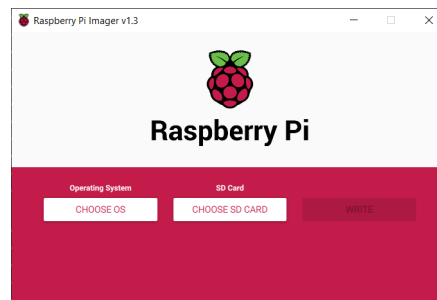 Raspberry Pi Imager v1.3
Raspberry Pi
Operating System
SD Card
CHOOSE OS
CHOOSE SD CARD
WRITE